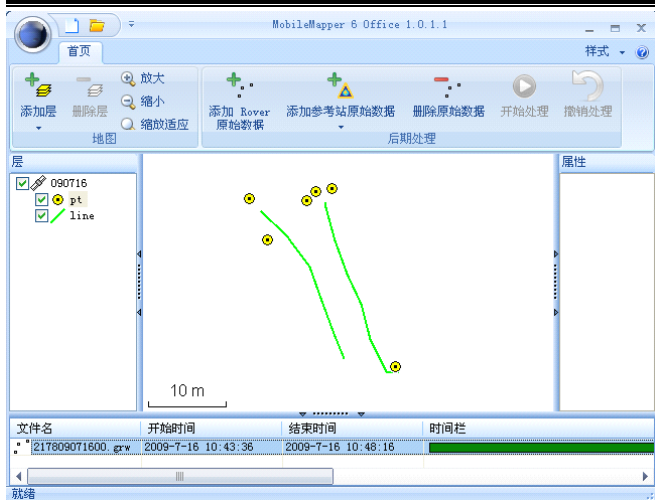 MobileMapper 6 Office 1.0.1.1
首页
样式
添加层
删除层
放大
缩小
缩放适应
地图
添加 Rover
原始数据
添加参考站原始数据
删除原始数据
开始处理
撤销处理
后期处理
层
属性
090716
pt
line
10 m
文件名 开始时间 结束时间 时间栏
217809071600.grw 2009-7-16 10:43:36 2009-7-16 10:48:16
就绪